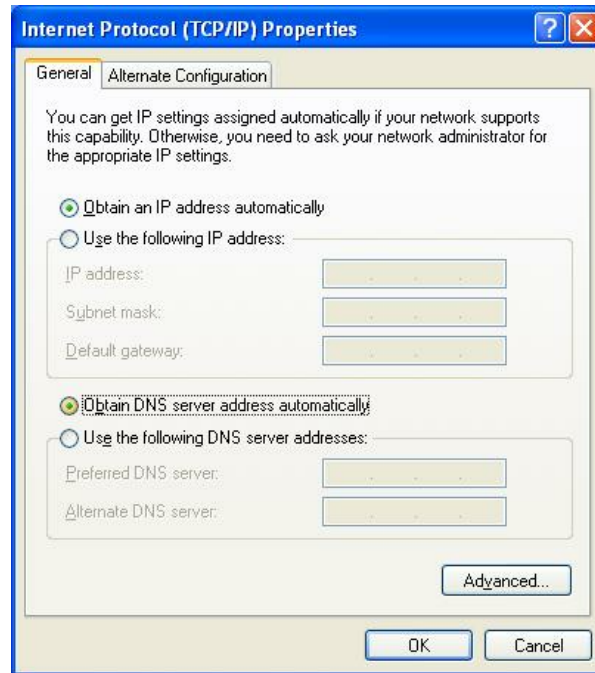 Internet Protocol (TCP/IP) Properties
General
Alternate Configuration
You can get IP settings assigned automatically if your network supports
this capability. Otherwise, you need to ask your network administrator for
the appropriate IP settings.
Obtain an IP address automatically
Use the following IP address:
IP address:
Subnet mask:
Default gateway:
Obtain DNS server address automatically
Use the following DNS server addresses:
Preferred DNS server:
Alternate DNS server:
Advanced...
OK
Cancel